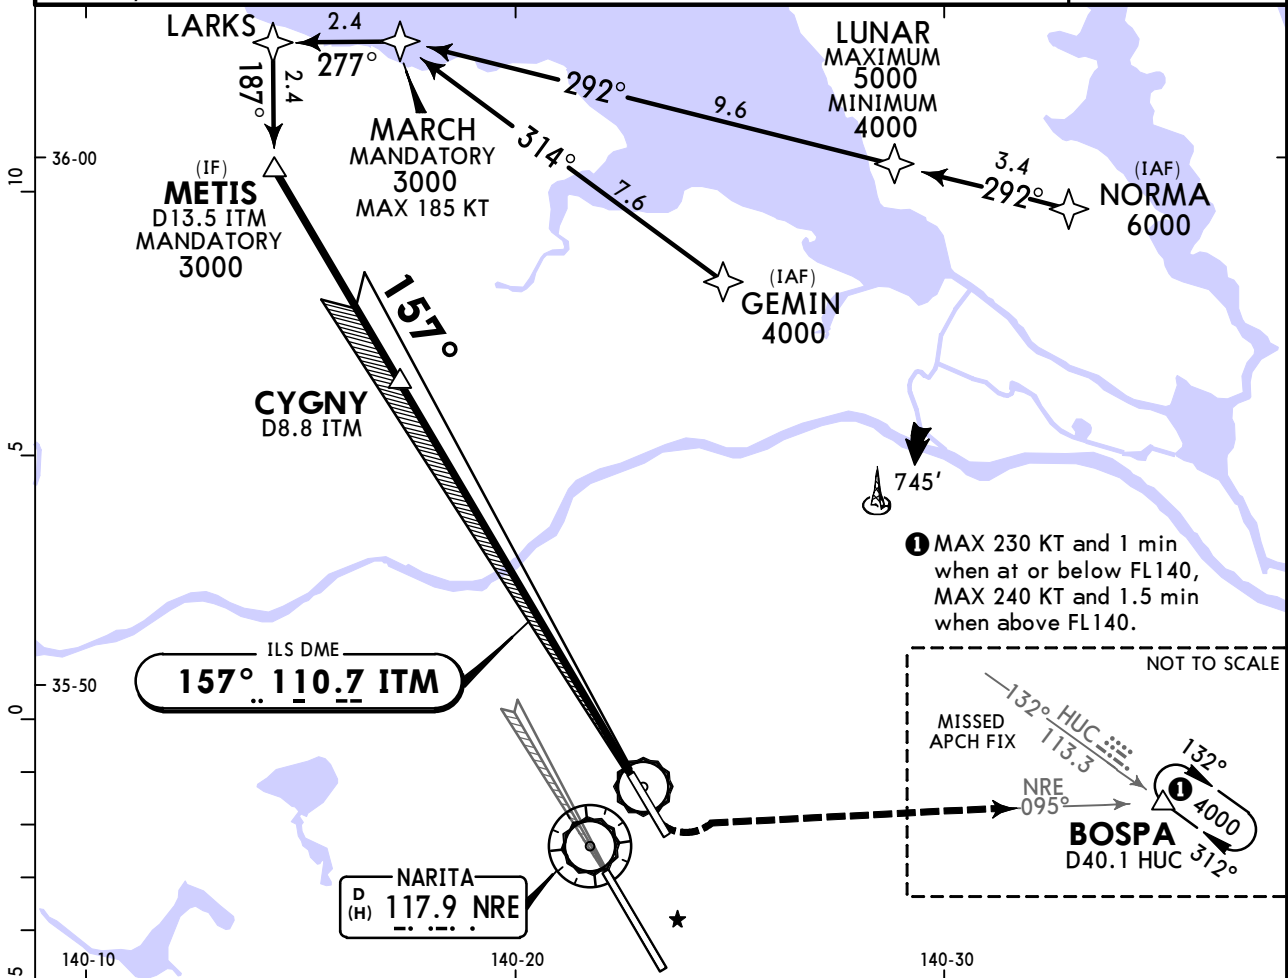 LARKS
2.4
277°
187°
2.4
292°
9.6
LUNAR
MAXIMUM
5000
MINIMUM
4000
MARCH
MANDATORY
3000
MAX 185 KT
314°
7.6
3.4
292°
(IAF)
NORMA
6000
36-00
10
(IF)
METIS
D13.5 ITM
MANDATORY
3000
(IAF)
GEMIN
4000
157°
CYGNY
D8.8 ITM
5
745'
1 MAX 230 KT and 1 min
when at or below FL140,
MAX 240 KT and 1.5 min
when above FL140.
ILS DME
157° 110.7 ITM
35-50
0
NOT TO SCALE
MISSED
APCH FIX
132° HUC
113.3
NRE
095°
132°
1 4000
312°
BOSPA
D40.1 HUC
NARITA
D
(H) 117.9 NRE
5
140-10
140-20
140-30